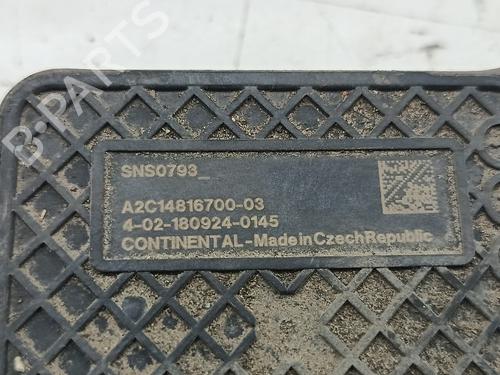 B-PARTS
SNS0793_
A2C14816700-03
4-02-180924-0145
CONTINENTAL - Made in Czech Republic